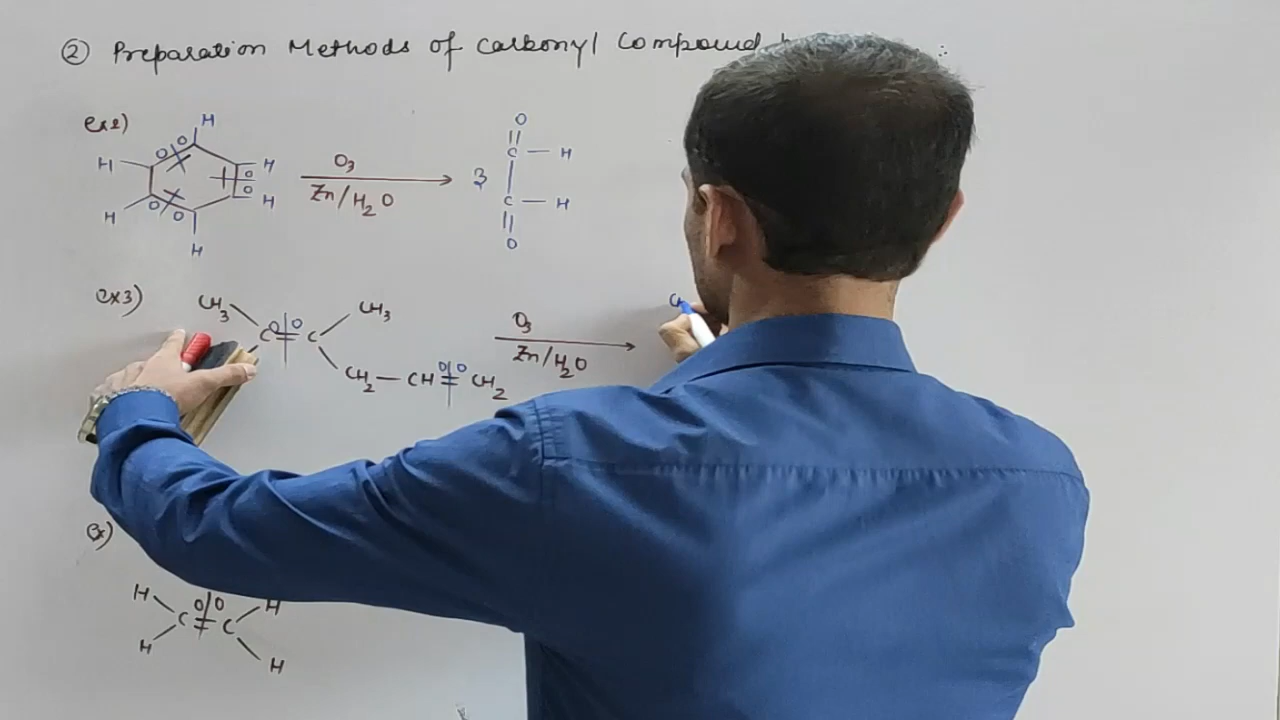 ② Preparation Methods of Carbonyl Compound
ex2)
H
H O O H
O
O
H O O H
H
O3
Zn/H2O
3
O
C — H
C — H
O
ex3)
CH3 CH3
C O O C
CH2 — CH O O CH2
O3
Zn/H2O
C
Q)
H O O H
C C
H H